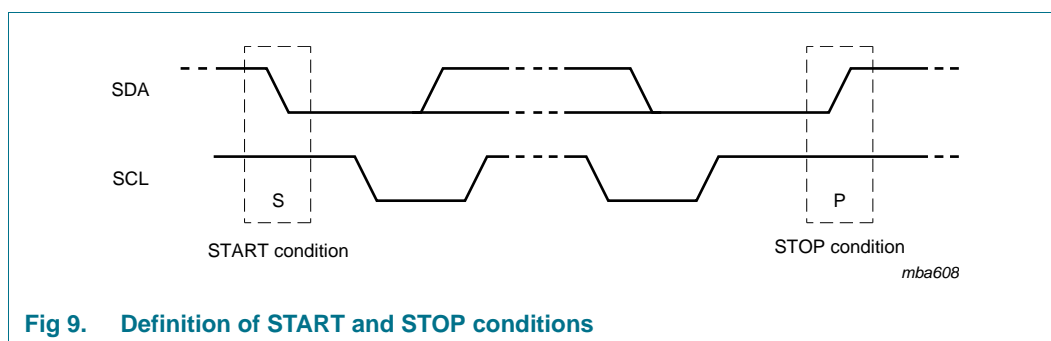 SDA
SCL
S
P
START condition
STOP condition
mba608
Fig 9. Definition of START and STOP conditions